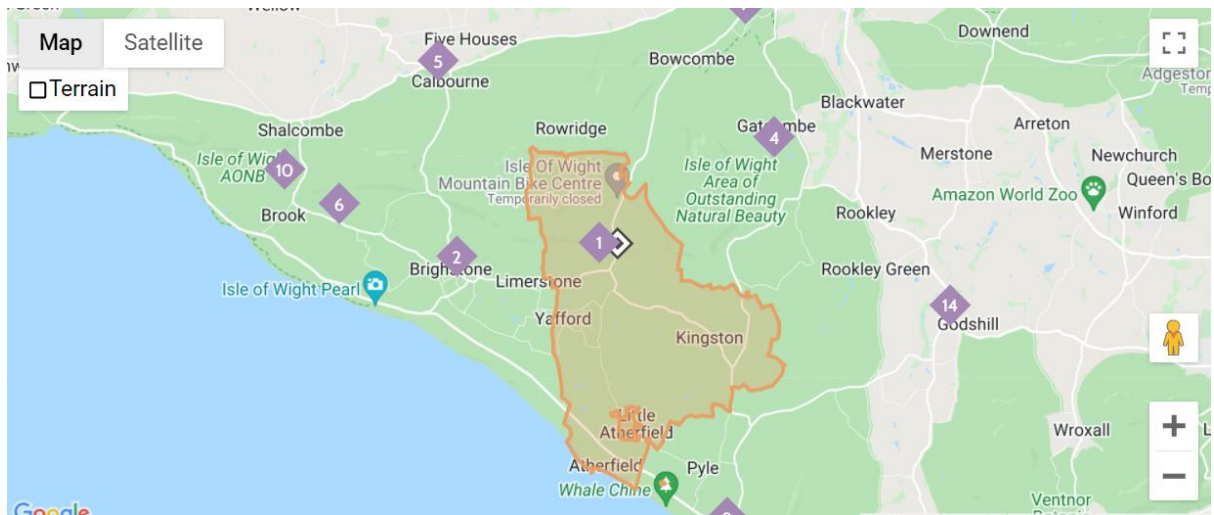 Wellow
Map
Satellite
Terrain
Five Houses
5
Calbourne
Bowcombe
Downend
Blackwater
Shalcombe
Rowridge
Gatcombe
4
Arreton
Merstone
Newchurch
Isle of Wight
AONB
10
Isle Of Wight
Mountain Bike Centre
Temporarily closed
Isle of Wight
Area of
Outstanding
Natural Beauty
Amazon World Zoo
Queen's Bo
6
Brook
Rookley
Winford
1
2
Brighstone
Limerstone
Rookley Green
Isle of Wight Pearl
Yafford
Kingston
14
Godshill
Little
Atherfield
Wroxall
Atherfield
Pyle
Whale Chine
Ventnor
Google